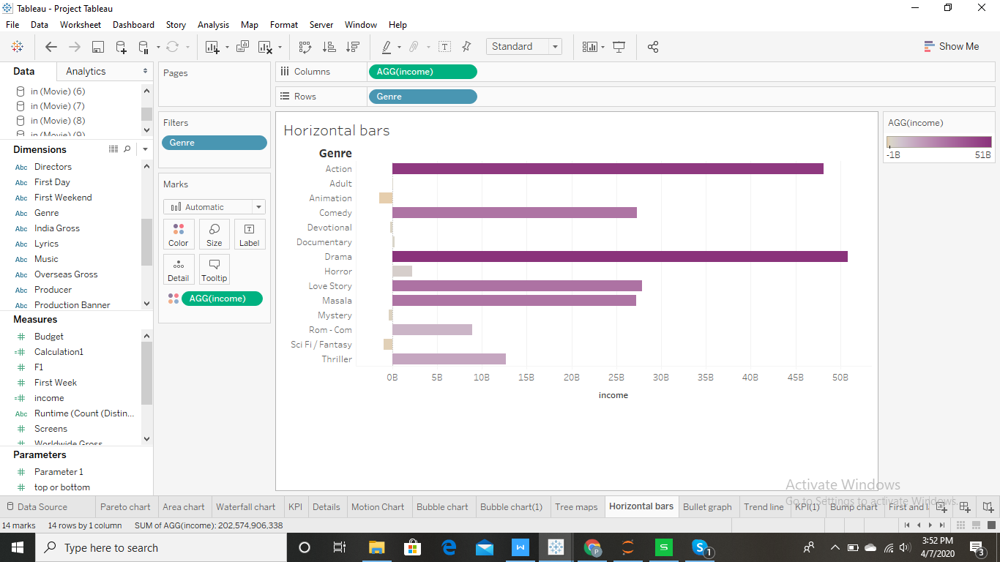 Tableau - Project Tableau
File Data Worksheet Dashboard Story Analysis Map Format Server Window Help
Standard
Show Me
Data Analytics
in (Movie) (6)
in (Movie) (7)
in (Movie) (8)
in (Movie) (9)
Dimensions
Abc Directors
Abc First Day
Abc First Weekend
Abc Genre
Abc India Gross
Abc Lyrics
Abc Music
Abc Overseas Gross
Abc Producer
Abc Production Banner
Measures
# Budget
=# Calculation1
# F1
# First Week
=# income
Abc Runtime (Count (Distin...
# Screens
# Worldwide Gross
Parameters
# Parameter 1
# top or bottom
Pages
Filters
Genre
Marks
Automatic
Color Size Label
Detail Tooltip
AGG(income)
Columns AGG(income)
Rows Genre
Horizontal bars
Genre
Action
Adult
Animation
Comedy
Devotional
Documentary
Drama
Horror
Love Story
Masala
Mystery
Rom - Com
Sci Fi / Fantasy
Thriller
0B 5B 10B 15B 20B 25B 30B 35B 40B 45B 50B
income
AGG(income)
-1B 51B
Activate Windows
Go to Settings to activate Windows.
Data Source Pareto chart Area chart Waterfall chart KPI Details Motion Chart Bubble chart Bubble chart(1) Tree maps Horizontal bars Bullet graph Trend line KPI(1) Bump chart First and l
14 marks 14 rows by 1 column SUM of AGG(income): 202,574,906,338
Type here to search
W
P
S
S 1
3:52 PM
4/7/2020
3